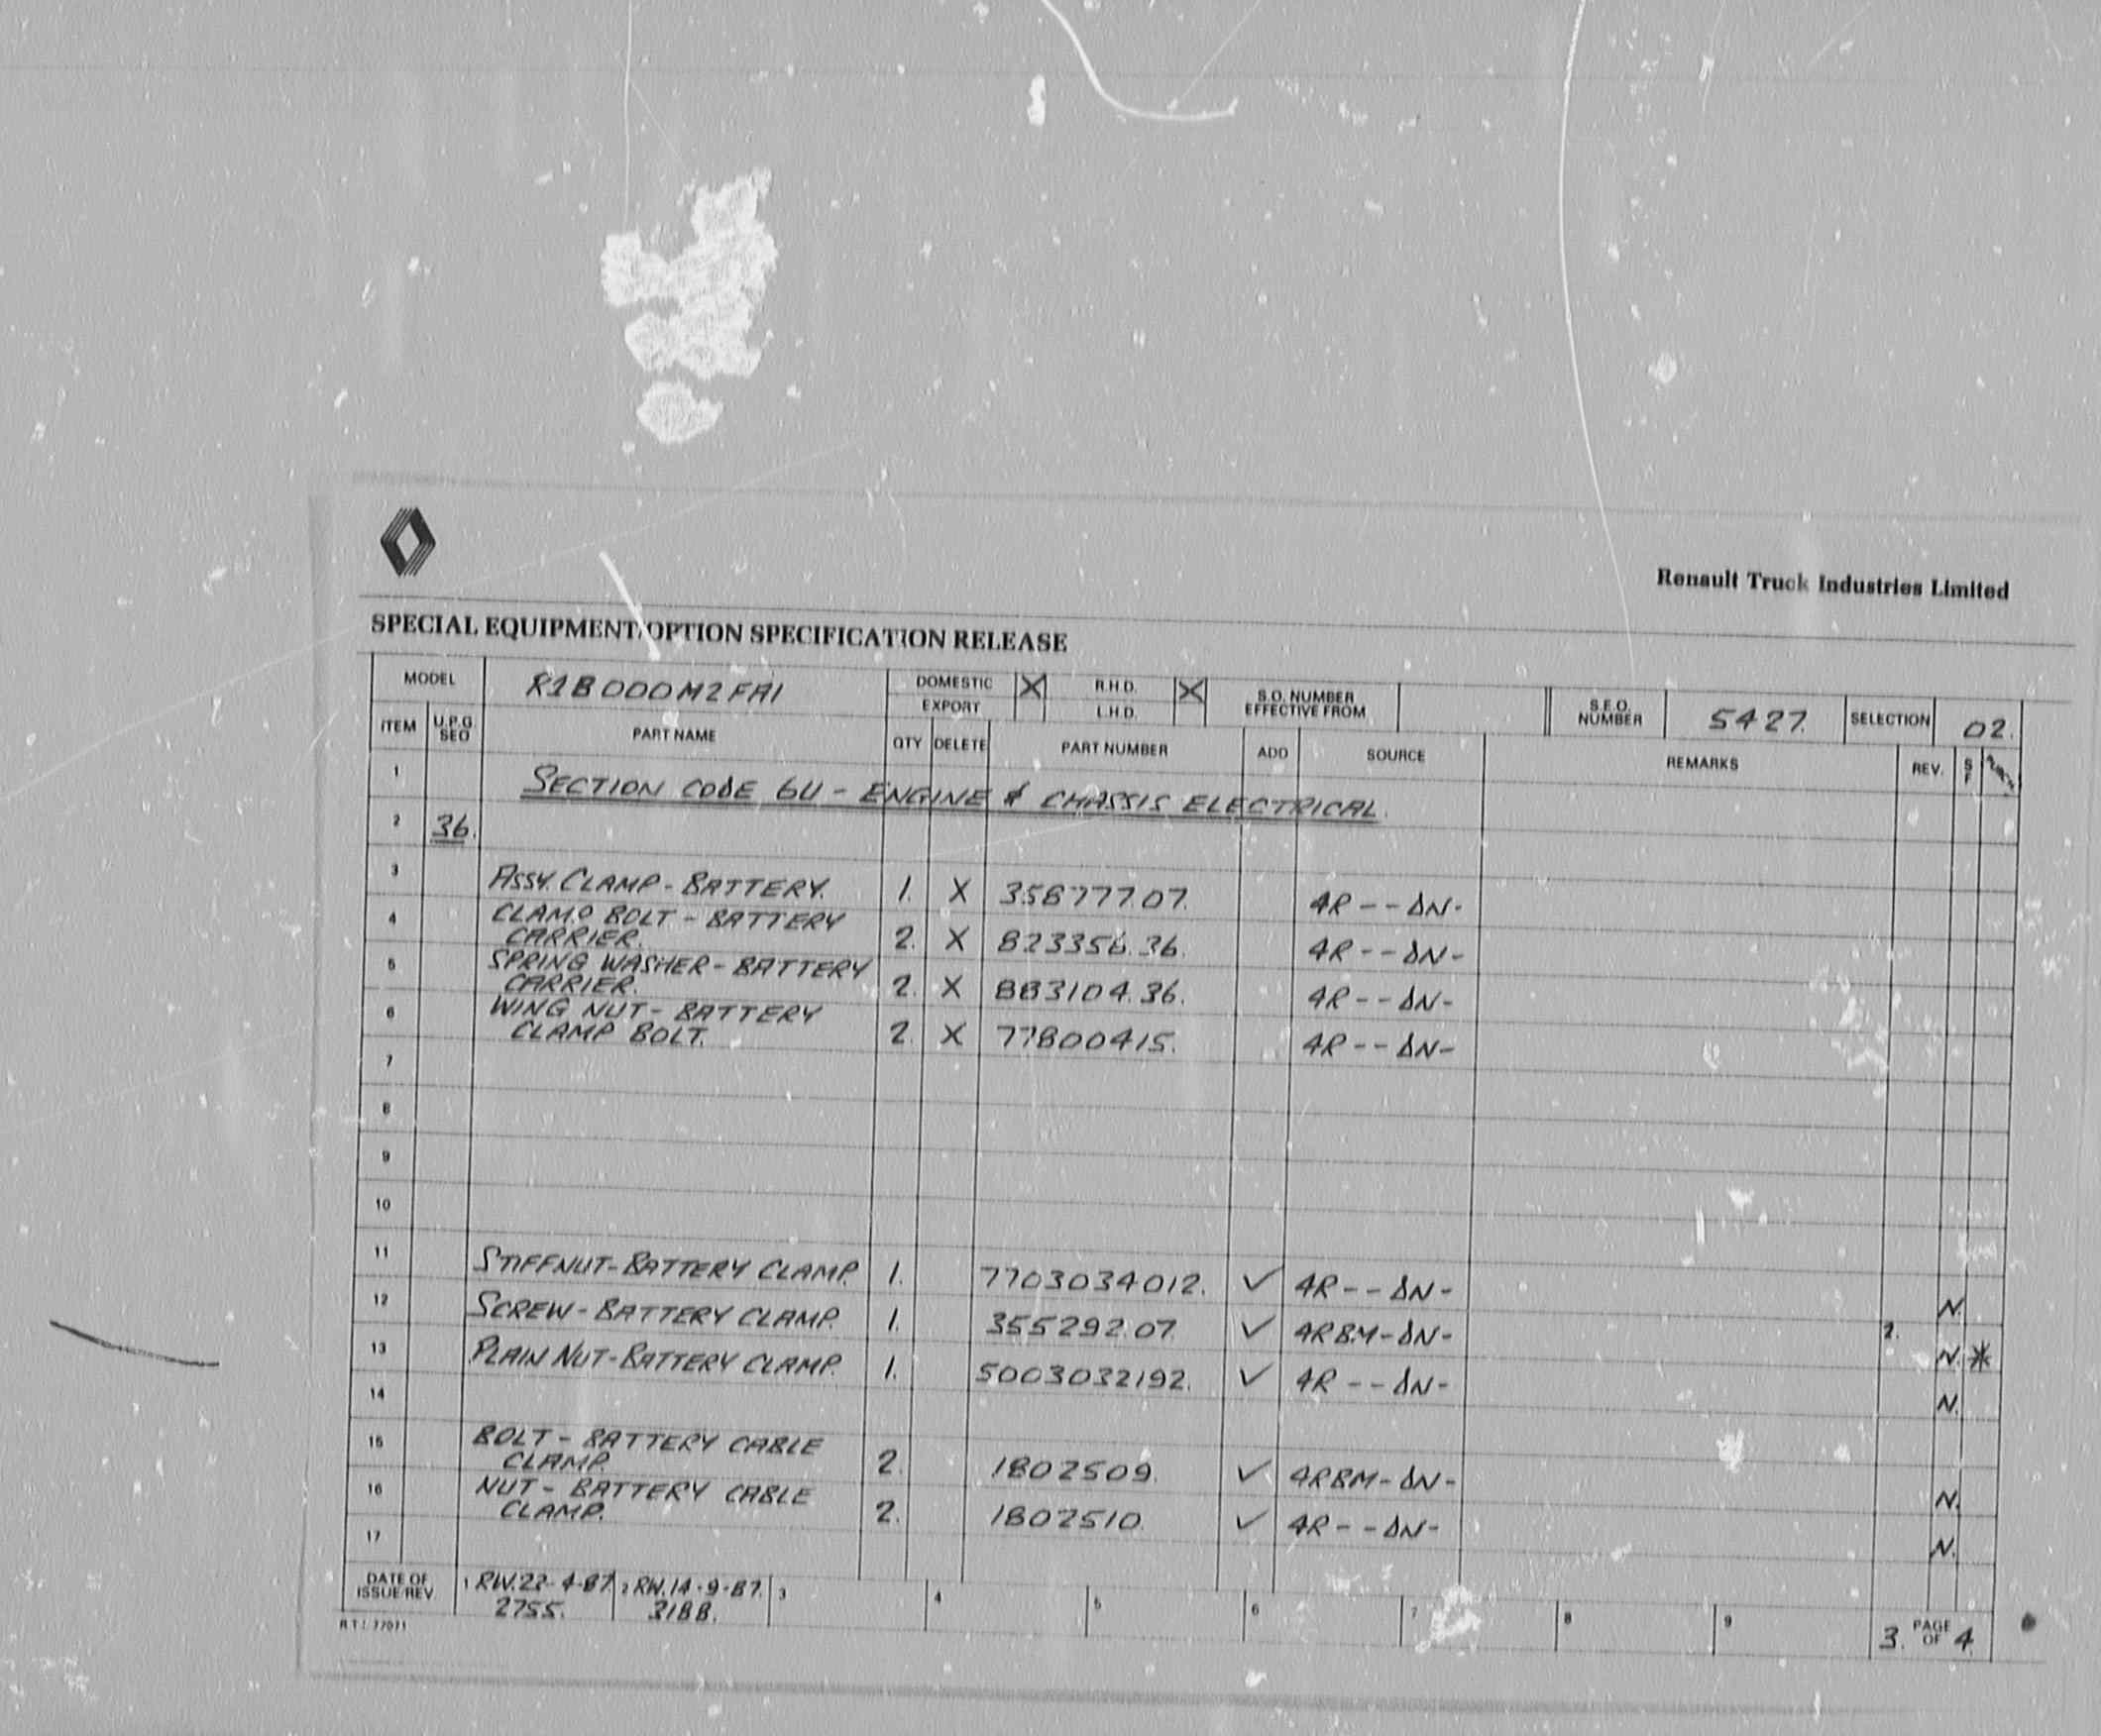 Renault Truck Industries Limited
SPECIAL EQUIPMENT/OPTION SPECIFICATION RELEASE
MODEL R1B000M2FA1 DOMESTIC X R.H.D. X S.O. NUMBER EFFECTIVE FROM S.E.O. NUMBER 5427. SELECTION 02.
EXPORT L.H.D.
ITEM U.P.G. SEQ PART NAME QTY DELETE PART NUMBER ADD SOURCE REMARKS REV. S F
1 SECTION CODE 6U - ENGINE & CHASSIS ELECTRICAL.
2 36.
3 ASSY. CLAMP - BATTERY. 1. X 35877707. 4R--ΔN-
4 CLAMP BOLT - BATTERY
CARRIER. 2. X 823356.36. 4R--ΔN-
5 SPRING WASHER - BATTERY
CARRIER. 2. X 883104.36. 4R--ΔN-
6 WING NUT - BATTERY
CLAMP BOLT. 2. X 77800415. 4R--ΔN-
7
8
9
10
11 STIFFNUT - BATTERY CLAMP. 1. 7703034012. ✓ 4R--ΔN- N.
12 SCREW - BATTERY CLAMP. 1. 355292.07. ✓ 4RBM-ΔN- 2. N. *
13 PLAIN NUT - BATTERY CLAMP. 1. 5003032192. ✓ 4R--ΔN- N.
14
15 BOLT - BATTERY CABLE
CLAMP. 2. 1802509. ✓ 4RBM-ΔN- N.
16 NUT - BATTERY CABLE
CLAMP. 2. 1802510. ✓ 4R--ΔN- N.
17
DATE OF ISSUE/REV. 1 RW.22-4-87. 2 RW.14-9-87. 3 4 5 6 7 8 9 3. PAGE OF 4.
2755. 3188.
R.T.I. 77071